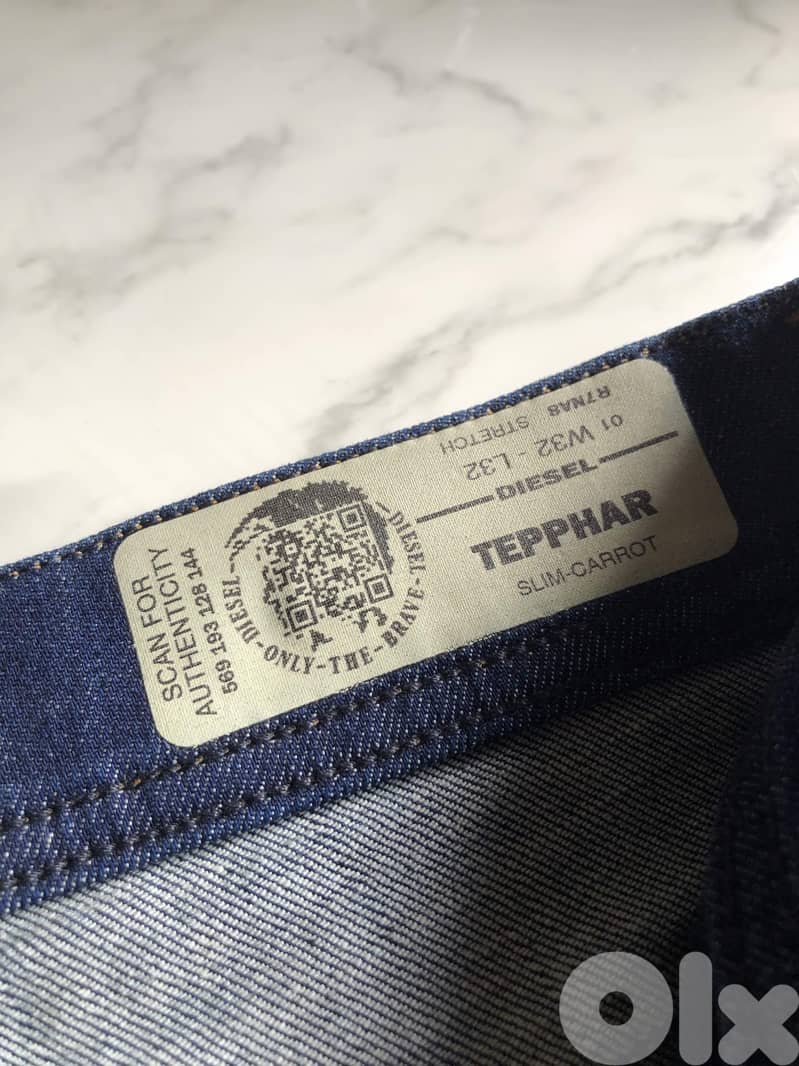 SCAN FOR
AUTHENTICITY
569 193 128 144
DIESEL-ONLY-THE-BRAVE-DIESEL
R7NA8
STRETCH
01 W32 - L32
DIESEL
TEPPHAR
SLIM-CARROT
Olx